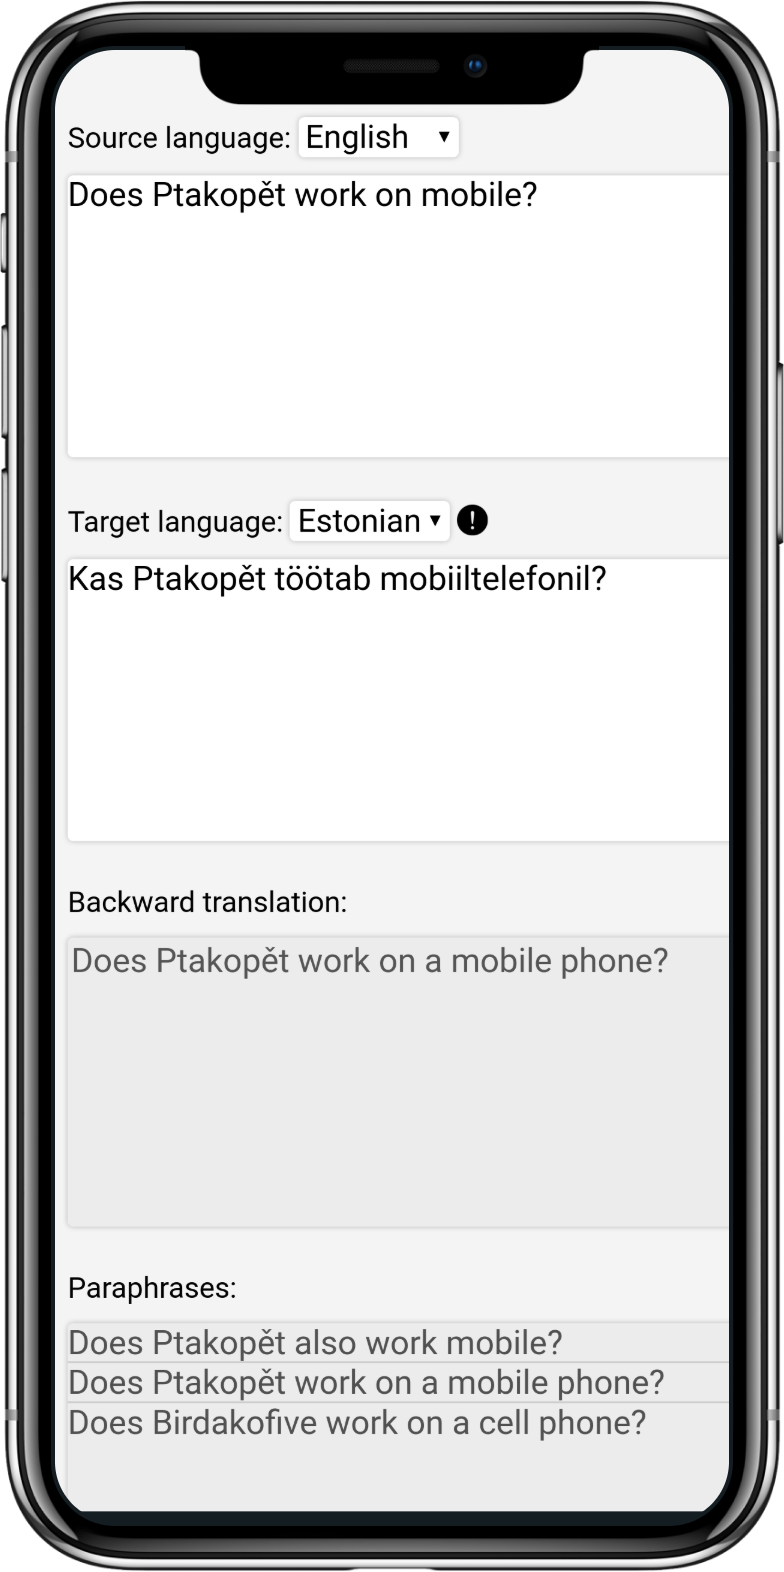 Source language: English
Does Ptakopět work on mobile?
Target language: Estonian
Kas Ptakopět töötab mobiiltelefonil?
Backward translation:
Does Ptakopět work on a mobile phone?
Paraphrases:
Does Ptakopět also work mobile?
Does Ptakopět work on a mobile phone?
Does Birdakofive work on a cell phone?